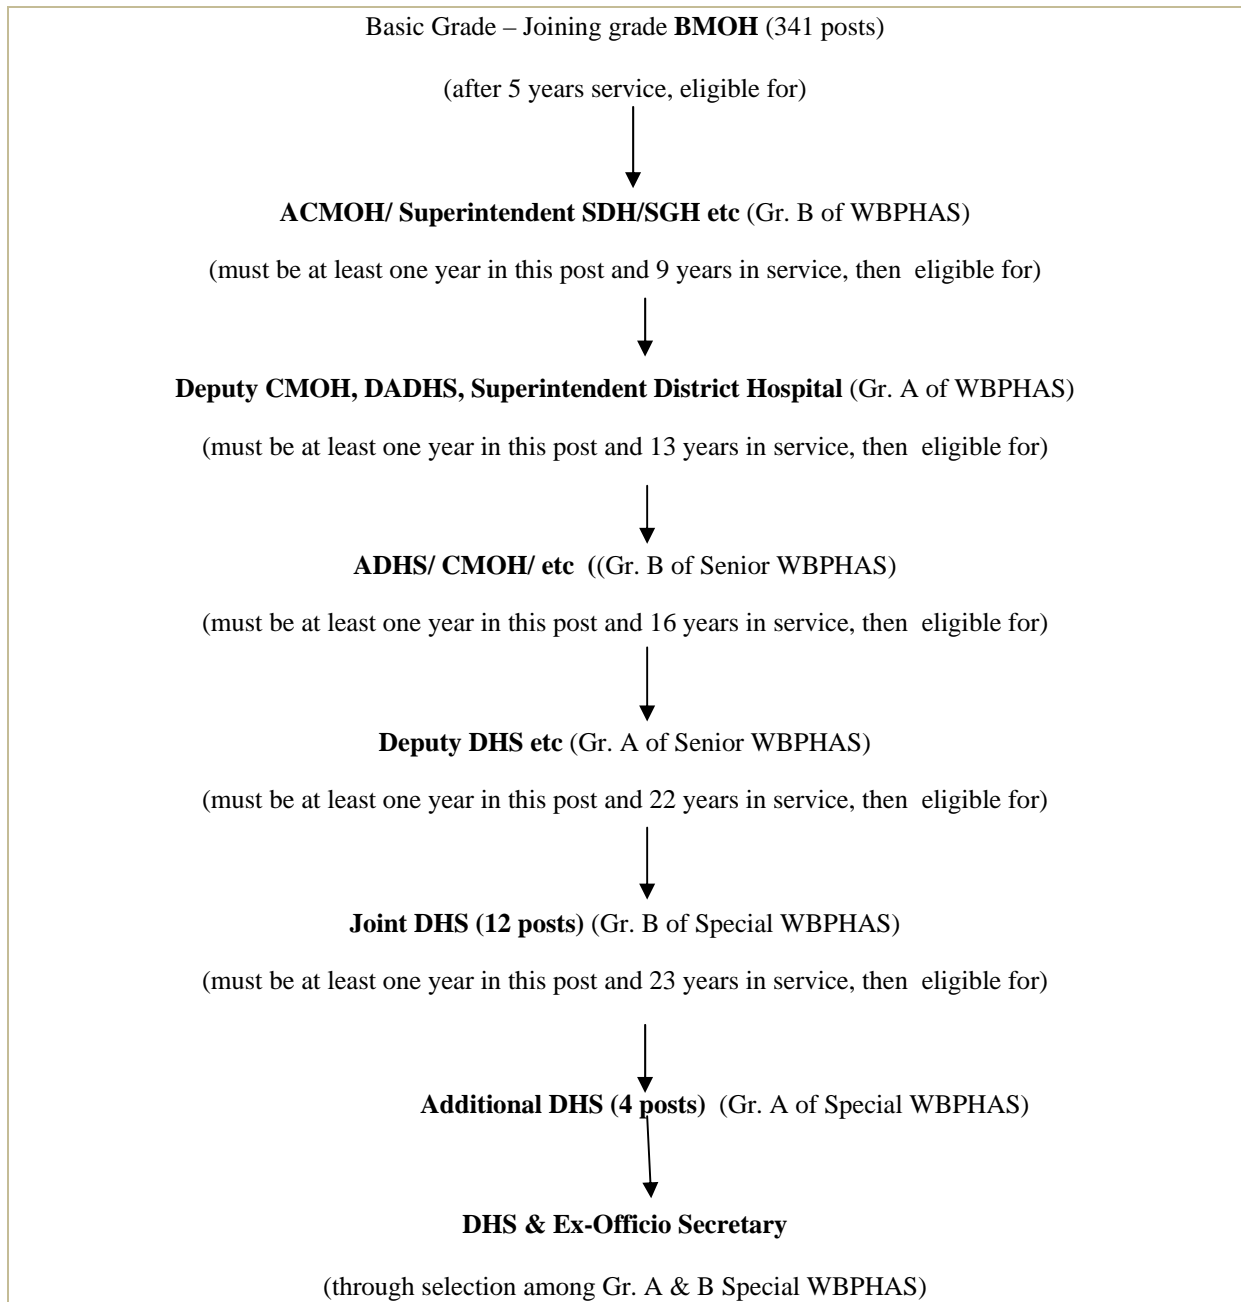 Basic Grade – Joining grade BMOH (341 posts)
(after 5 years service, eligible for)
ACMOH/ Superintendent SDH/SGH etc (Gr. B of WBPHAS)
(must be at least one year in this post and 9 years in service, then  eligible for)
Deputy CMOH, DADHS, Superintendent District Hospital (Gr. A of WBPHAS)
(must be at least one year in this post and 13 years in service, then  eligible for)
ADHS/ CMOH/ etc  ((Gr. B of Senior WBPHAS)
(must be at least one year in this post and 16 years in service, then  eligible for)
Deputy DHS etc (Gr. A of Senior WBPHAS)
(must be at least one year in this post and 22 years in service, then  eligible for)
Joint DHS (12 posts) (Gr. B of Special WBPHAS)
(must be at least one year in this post and 23 years in service, then  eligible for)
Additional DHS (4 posts)  (Gr. A of Special WBPHAS)
DHS & Ex-Officio Secretary
(through selection among Gr. A & B Special WBPHAS)